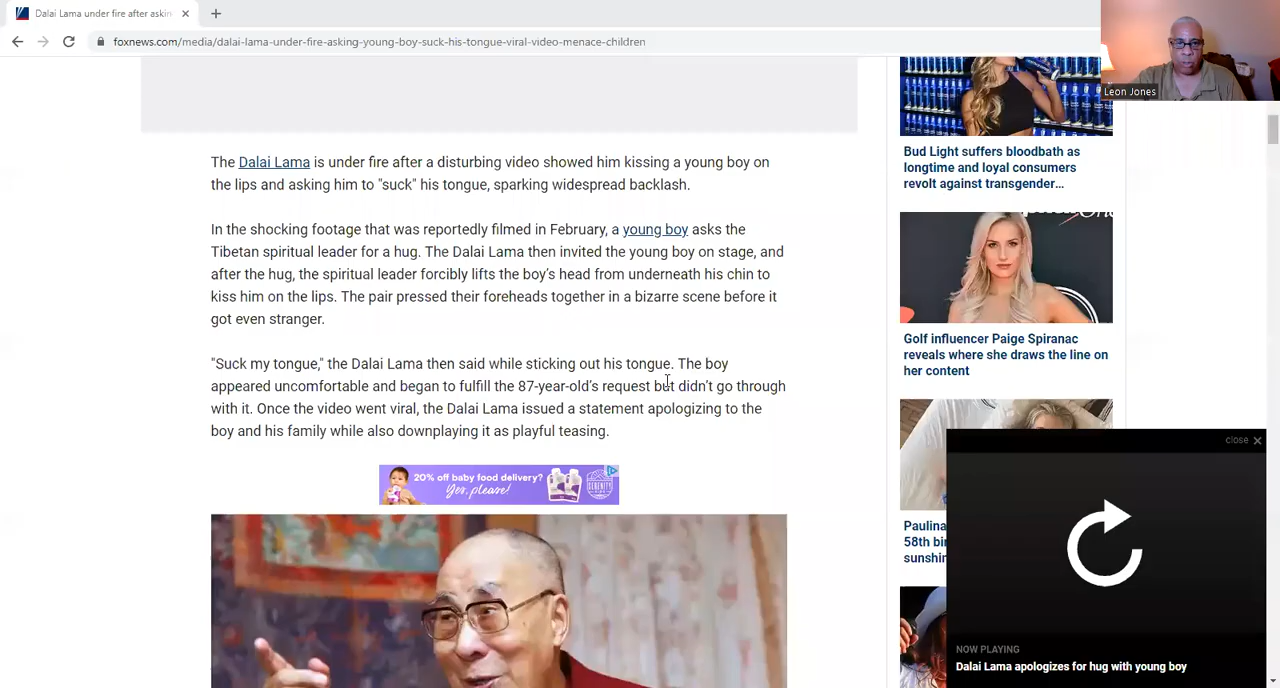 Dalai Lama under fire after askin
foxnews.com/media/dalai-lama-under-fire-asking-young-boy-suck-his-tongue-viral-video-menace-children
Leon Jones
The Dalai Lama is under fire after a disturbing video showed him kissing a young boy on
the lips and asking him to "suck" his tongue, sparking widespread backlash.
In the shocking footage that was reportedly filmed in February, a young boy asks the
Tibetan spiritual leader for a hug. The Dalai Lama then invited the young boy on stage, and
after the hug, the spiritual leader forcibly lifts the boy's head from underneath his chin to
kiss him on the lips. The pair pressed their foreheads together in a bizarre scene before it
got even stranger.
"Suck my tongue," the Dalai Lama then said while sticking out his tongue. The boy
appeared uncomfortable and began to fulfill the 87-year-old's request but didn't go through
with it. Once the video went viral, the Dalai Lama issued a statement apologizing to the
boy and his family while also downplaying it as playful teasing.
20% off baby food delivery?
Yes, please!
SERENITY
KIDS
Bud Light suffers bloodbath as
longtime and loyal consumers
revolt against transgender…
Golf influencer Paige Spiranac
reveals where she draws the line on
her content
Paulina
58th bi
sunshi
close
NOW PLAYING
Dalai Lama apologizes for hug with young boy